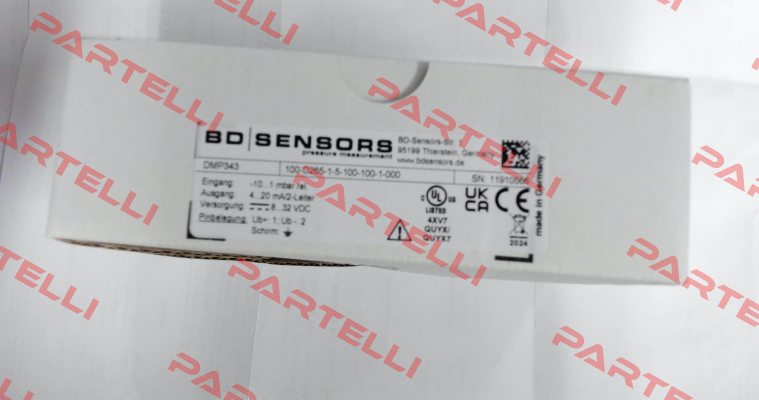 BD|SENSORS
pressure measurement
BD-Sensors-Str. 1
95199 Thierstein, Germany
www.bdsensors.de
DMP343
100-D265-1-5-100-100-1-000
SN: 11910566
Eingang: -10...1 mbar rel
Ausgang: 4...20 mA/2-Leiter
Versorgung: 8...32 VDC
Pinbelegung: Ub+: 1; Ub -: 2
Schirm:
c UL us
LISTED
4XV7
QUYX/
QUYX7
UK
CA
CE
2024
made in Germany
PARTELLI
PARTELLI
PARTELLI
PARTELLI
PARTELLI
PARTELLI
PARTELLI
PARTELLI
PARTELLI
PARTELLI